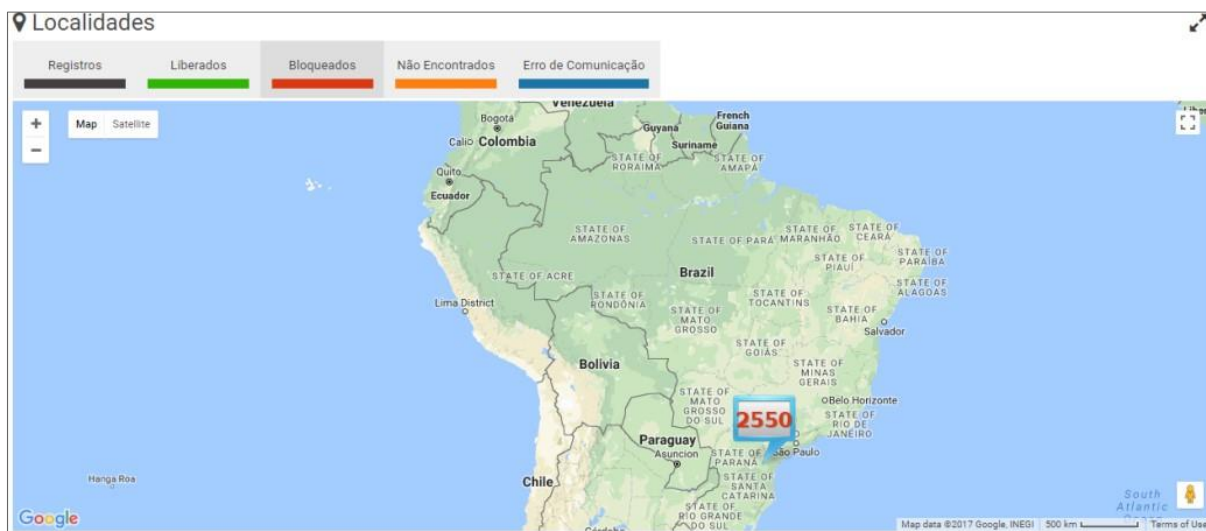 Localidades
Registros
Liberados
Bloqueados
Não Encontrados
Erro de Comunicação
+
−
Map
Satellite
Venezuela
Bogotá
Cali
Colombia
Guyana
French
Guiana
Suriname
STATE OF
RORAIMA
STATE OF
AMAPÁ
Quito
Ecuador
STATE OF
AMAZONAS
STATE OF PARÁ
STATE OF
MARANHÃO
STATE OF
CEARÁ
STATE OF
PIAUÍ
STATE OF
PARAÍBA
STATE OF
ALAGOAS
STATE OF ACRE
Brazil
STATE OF
RONDÔNIA
STATE OF
TOCANTINS
STATE OF
MATO
GROSSO
STATE OF
BAHIA
Salvador
Lima District
STATE OF
GOIÁS
Bolivia
STATE OF
MINAS
GERAIS
STATE OF
MATO
GROSSO
DO SUL
2550
Belo Horizonte
STATE OF
RIO DE
JANEIRO
Paraguay
Asuncion
São Paulo
STATE OF
PARANÁ
STATE OF
SANTA
CATARINA
Chile
Hanga Roa
STATE OF
RIO GRANDE
DO SUL
Córdoba
South
Atlantic
Google
Map data ©2017 Google, INEGI
500 km
Terms of Use